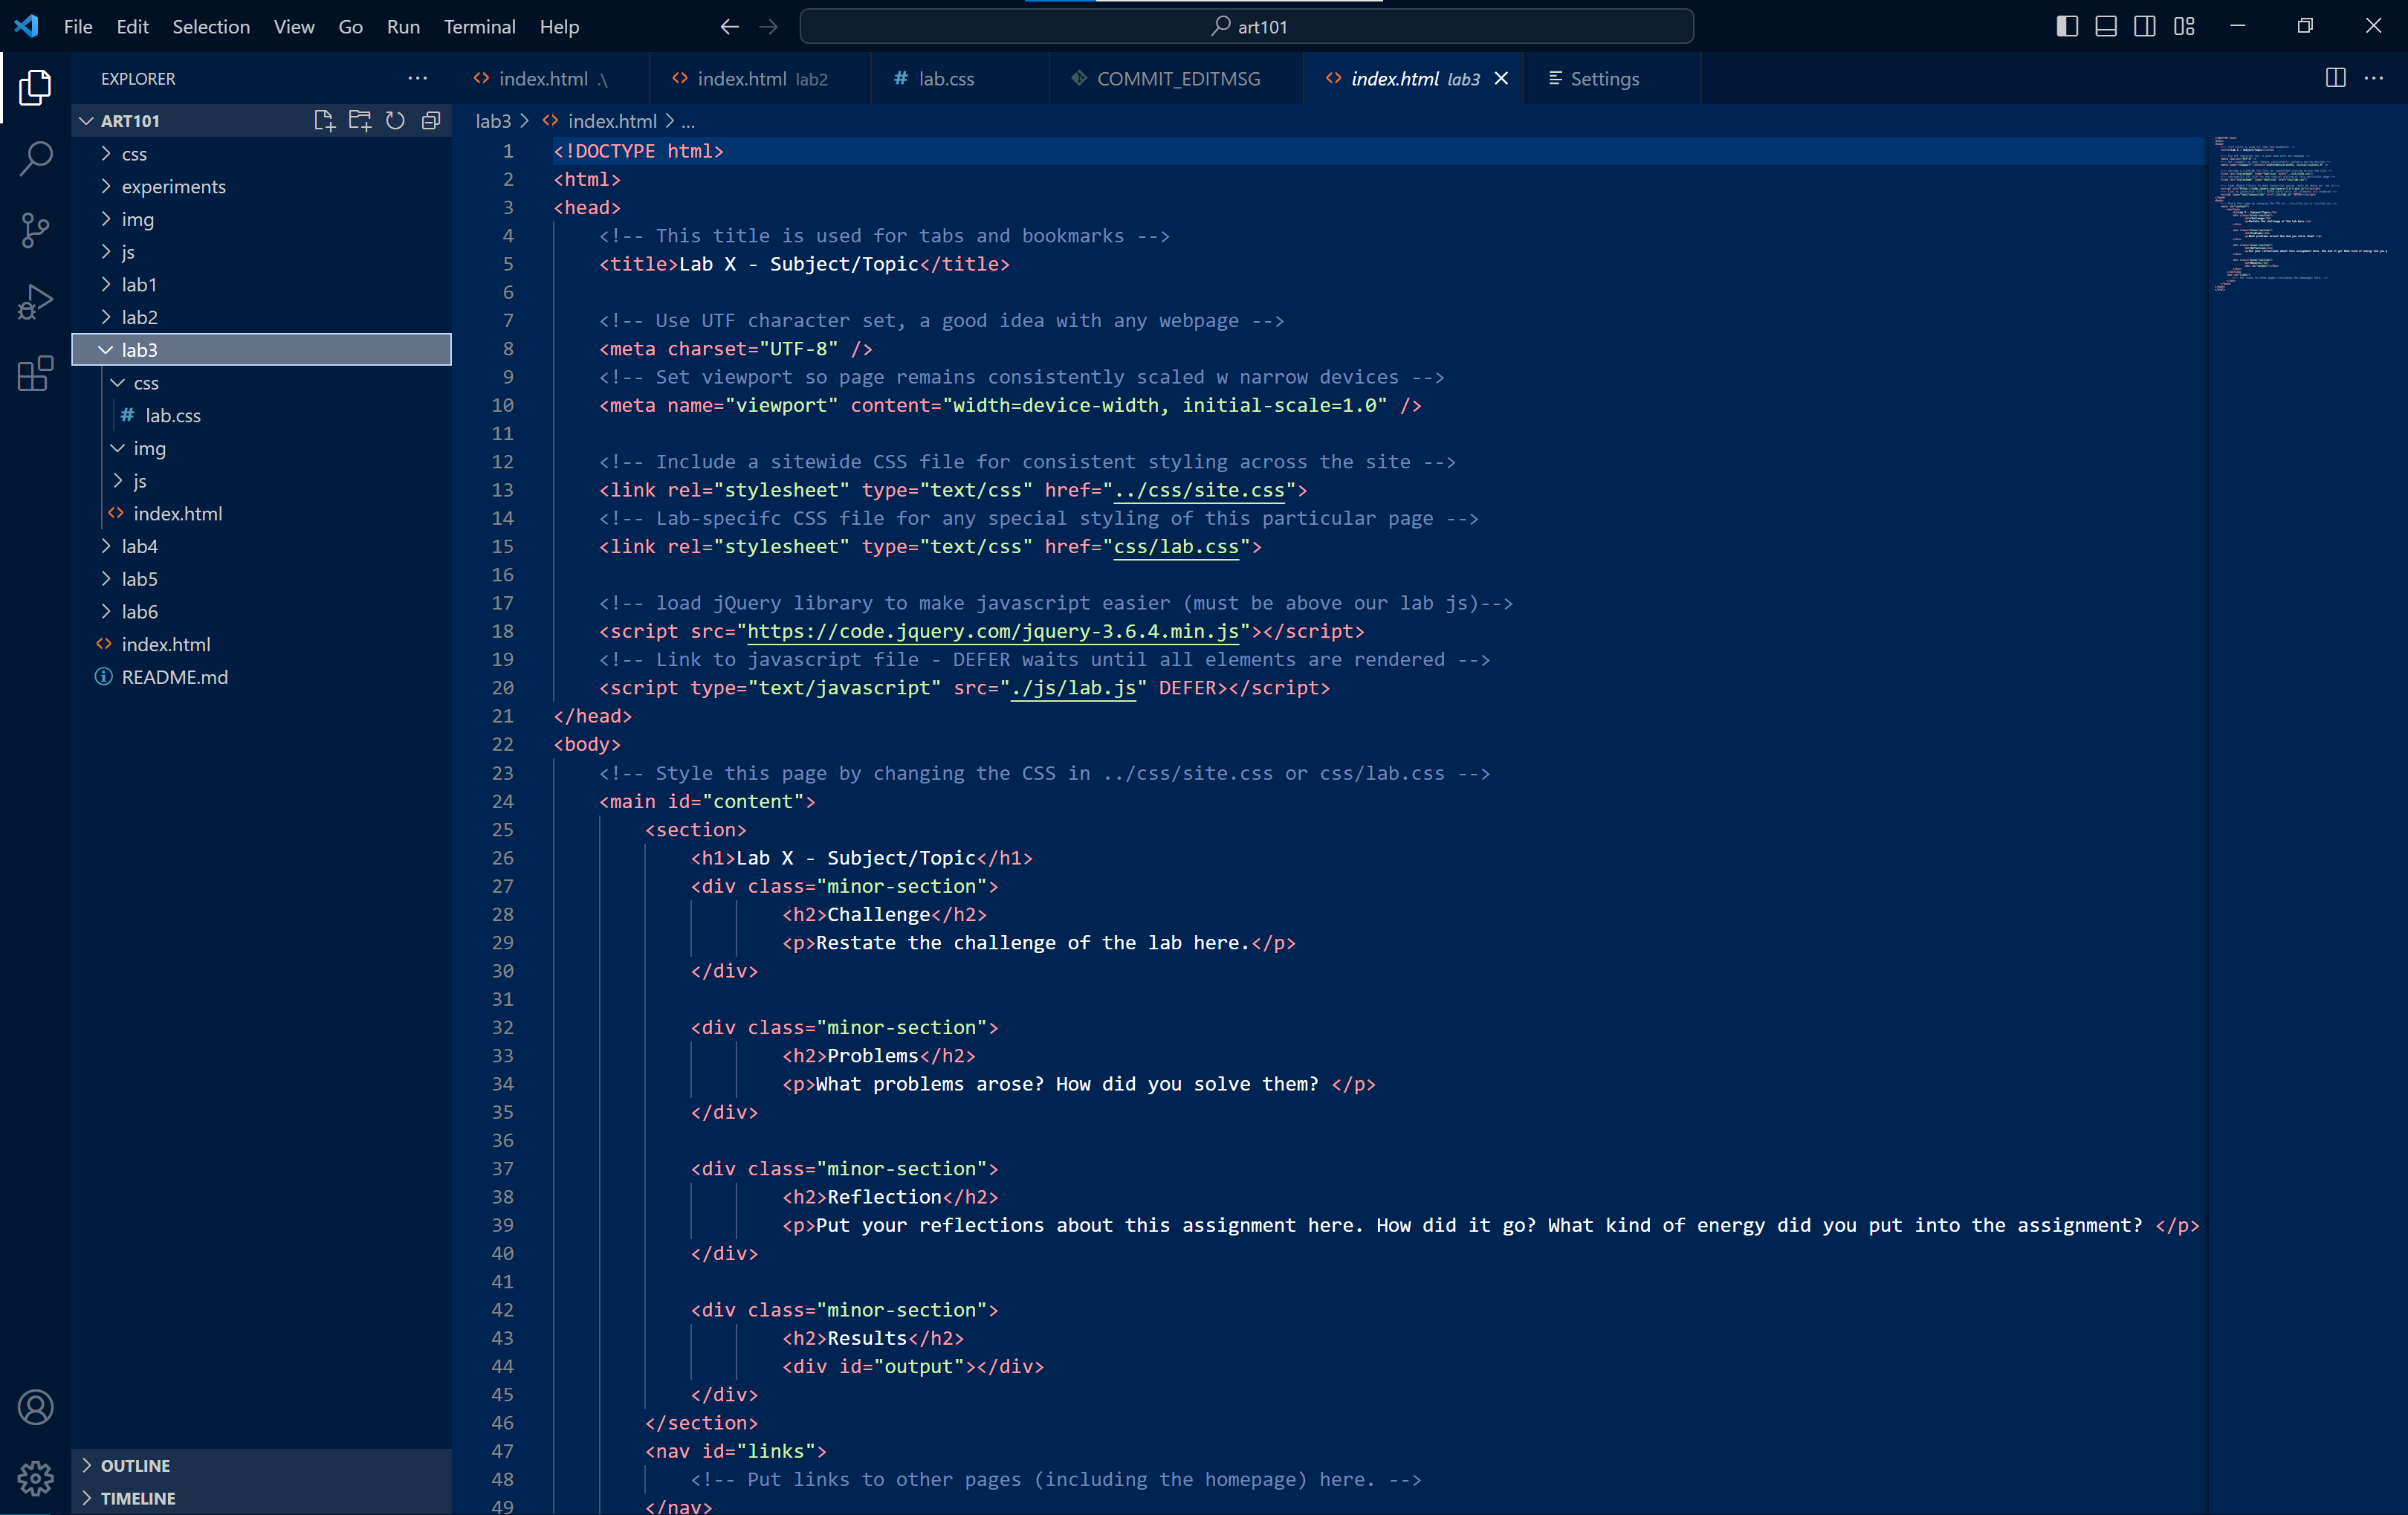 File Edit Selection View Go Run Terminal Help
art101
EXPLORER
index.html .\
index.html lab2
# lab.css
COMMIT_EDITMSG
index.html lab3
Settings
ART101
css
experiments
img
js
lab1
lab2
lab3
css
# lab.css
img
js
index.html
lab4
lab5
lab6
index.html
README.md
OUTLINE
TIMELINE
lab3 > index.html > ...
1 <!DOCTYPE html>
2 <html>
3 <head>
4 <!-- This title is used for tabs and bookmarks -->
5 <title>Lab X - Subject/Topic</title>
6
7 <!-- Use UTF character set, a good idea with any webpage -->
8 <meta charset="UTF-8" />
9 <!-- Set viewport so page remains consistently scaled w narrow devices -->
10 <meta name="viewport" content="width=device-width, initial-scale=1.0" />
11
12 <!-- Include a sitewide CSS file for consistent styling across the site -->
13 <link rel="stylesheet" type="text/css" href="../css/site.css">
14 <!-- Lab-specifc CSS file for any special styling of this particular page -->
15 <link rel="stylesheet" type="text/css" href="css/lab.css">
16
17 <!-- load jQuery library to make javascript easier (must be above our lab js)-->
18 <script src="https://code.jquery.com/jquery-3.6.4.min.js"></script>
19 <!-- Link to javascript file - DEFER waits until all elements are rendered -->
20 <script type="text/javascript" src="./js/lab.js" DEFER></script>
21 </head>
22 <body>
23 <!-- Style this page by changing the CSS in ../css/site.css or css/lab.css -->
24 <main id="content">
25 <section>
26 <h1>Lab X - Subject/Topic</h1>
27 <div class="minor-section">
28 <h2>Challenge</h2>
29 <p>Restate the challenge of the lab here.</p>
30 </div>
31
32 <div class="minor-section">
33 <h2>Problems</h2>
34 <p>What problems arose? How did you solve them? </p>
35 </div>
36
37 <div class="minor-section">
38 <h2>Reflection</h2>
39 <p>Put your reflections about this assignment here. How did it go? What kind of energy did you put into the assignment? </p>
40 </div>
41
42 <div class="minor-section">
43 <h2>Results</h2>
44 <div id="output"></div>
45 </div>
46 </section>
47 <nav id="links">
48 <!-- Put links to other pages (including the homepage) here. -->
49 </nav>